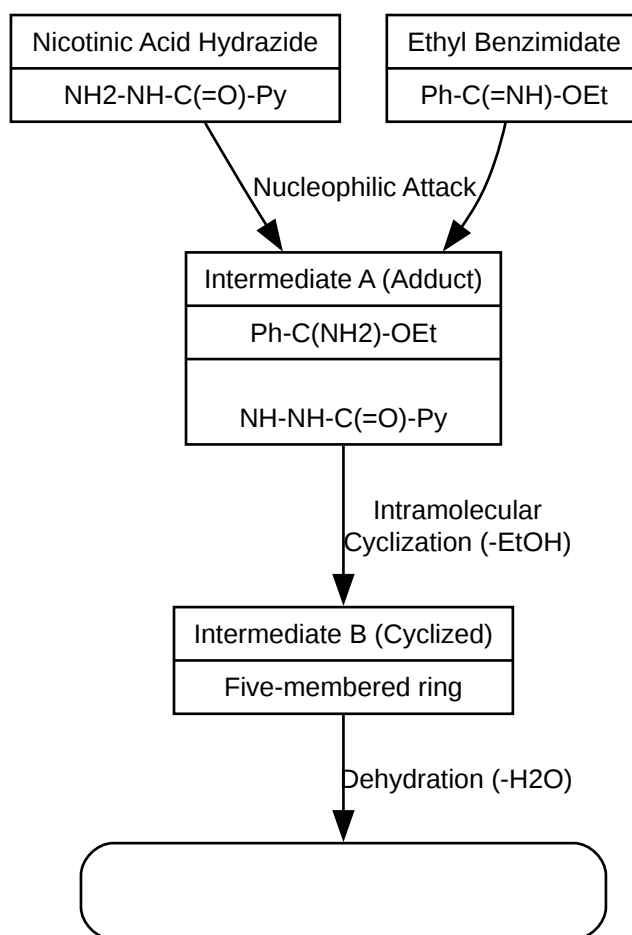 Nicotinic Acid Hydrazide
NH2-NH-C(=O)-Py
Ethyl Benzimidate
Ph-C(=NH)-OEt
Nucleophilic Attack
Intermediate A (Adduct)
Ph-C(NH2)-OEt
NH-NH-C(=O)-Py
Intramolecular
Cyclization (-EtOH)
Intermediate B (Cyclized)
Five-membered ring
Dehydration (-H2O)